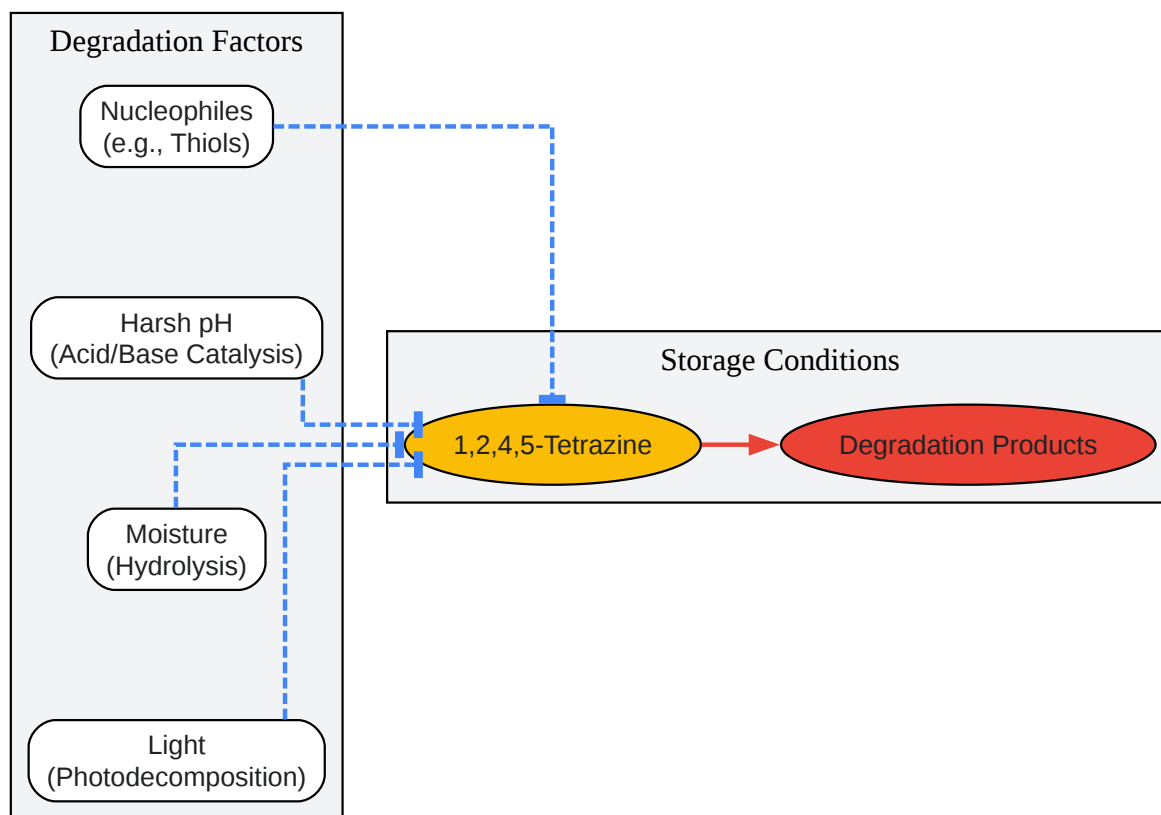 Degradation Factors
Nucleophiles
(e.g., Thiols)
Harsh pH
(Acid/Base Catalysis)
Storage Conditions
1,2,4,5-Tetrazine
Degradation Products
Moisture
(Hydrolysis)
Light
(Photodecomposition)